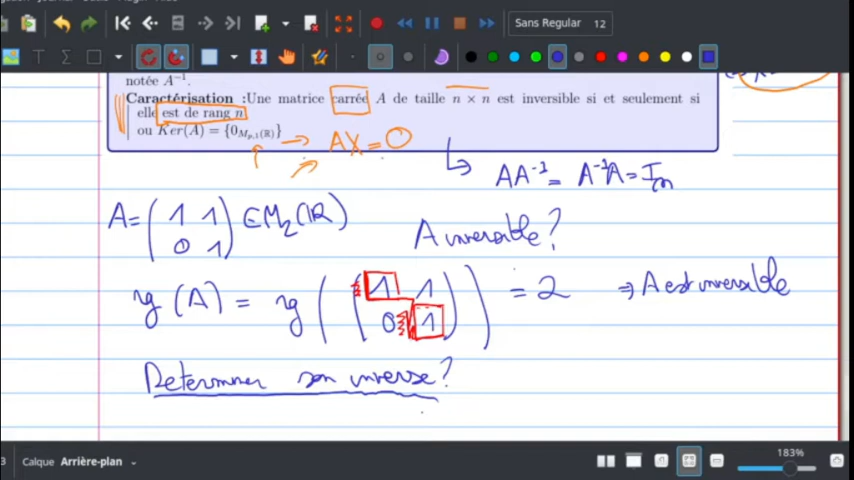 Sans Regular 12
notée A⁻¹.
Caractérisation :Une matrice carrée A de taille n × n est inversible si et seulement si
elle est de rang n
ou Ker(A) = {0_{M_{p,1}(ℝ)}}
→ AX = 0
AA⁻¹ = A⁻¹A = I_n
A = ( 1 1
0 1 ) ∈ M₂(ℝ)
A inversible?
rg (A) = rg ( ( 1 1
0 1 ) ) = 2 ⇒ A est inversible
Determiner son inverse?
Calque Arrière-plan
183%